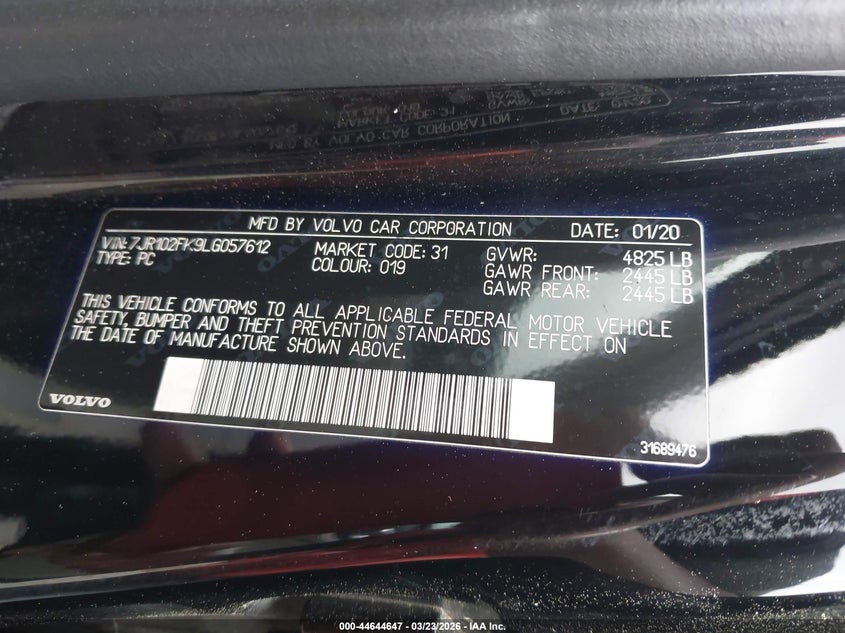 MFD BY VOLVO CAR CORPORATION DATE: 01/20
VIN: 7JR102FK9LG057612 MARKET CODE: 31 GVWR: 4825 LB
TYPE: PC COLOUR: 019 GAWR FRONT: 2445 LB
GAWR REAR: 2445 LB
THIS VEHICLE CONFORMS TO ALL APPLICABLE FEDERAL MOTOR VEHICLE
SAFETY, BUMPER AND THEFT PREVENTION STANDARDS IN EFFECT ON
THE DATE OF MANUFACTURE SHOWN ABOVE.
VOLVO
31689476
000-44644647 - 03/23/2026 - IAA Inc.